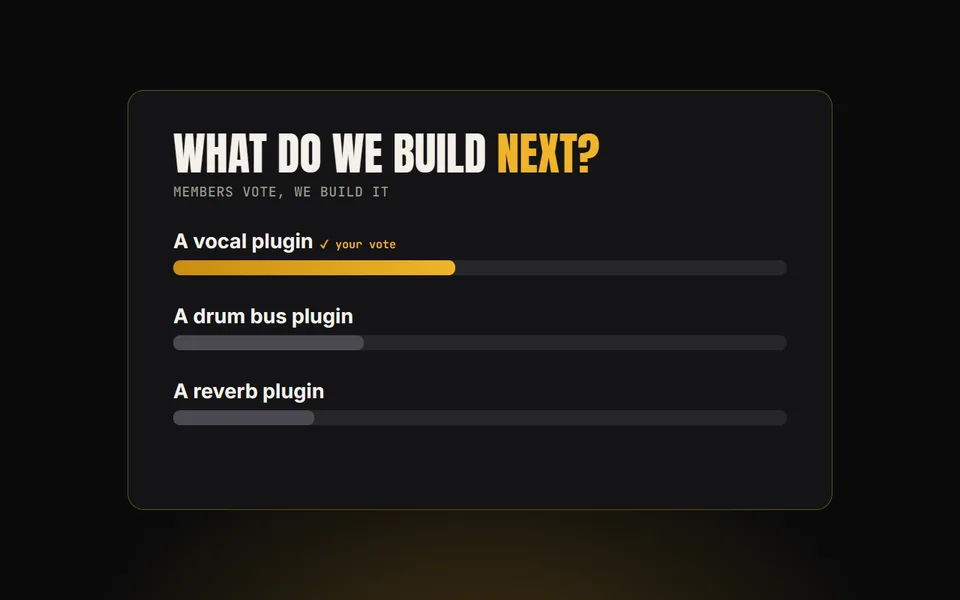 WHAT DO WE BUILD NEXT?
MEMBERS VOTE, WE BUILD IT
A vocal plugin ✓ your vote
A drum bus plugin
A reverb plugin